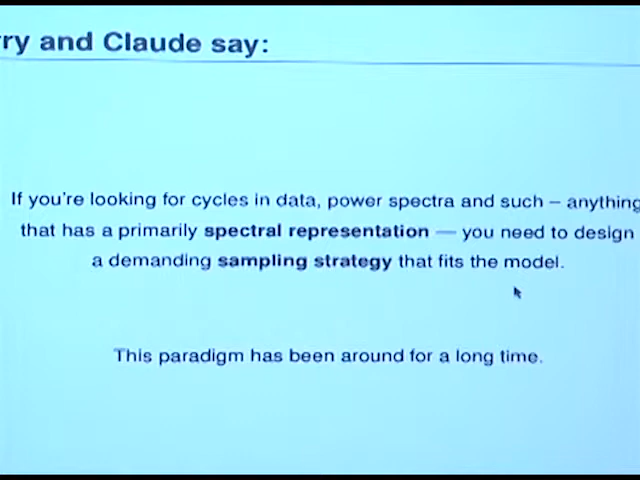 and Claude say:
If you're looking for cycles in data, power spectra and such – anything
that has a primarily spectral representation — you need to design
a demanding sampling strategy that fits the model.
This paradigm has been around for a long time.